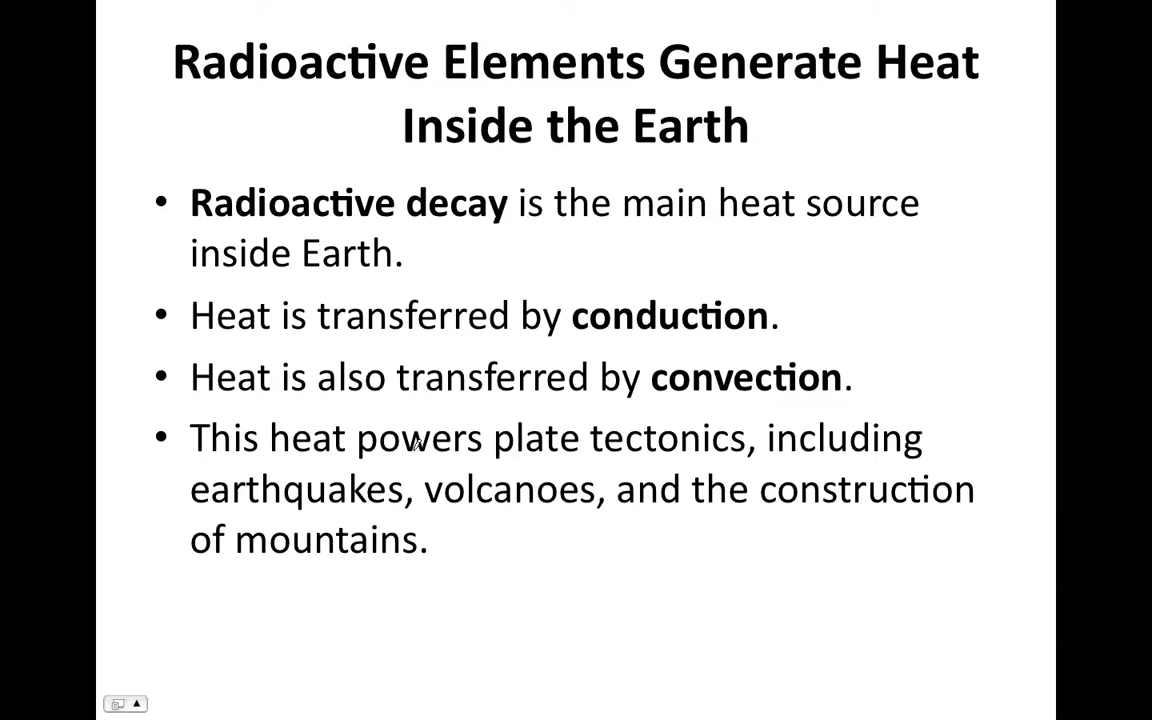 Radioactive Elements Generate Heat
Inside the Earth
• Radioactive decay is the main heat source
inside Earth.
• Heat is transferred by conduction.
• Heat is also transferred by convection.
• This heat powers plate tectonics, including
earthquakes, volcanoes, and the construction
of mountains.